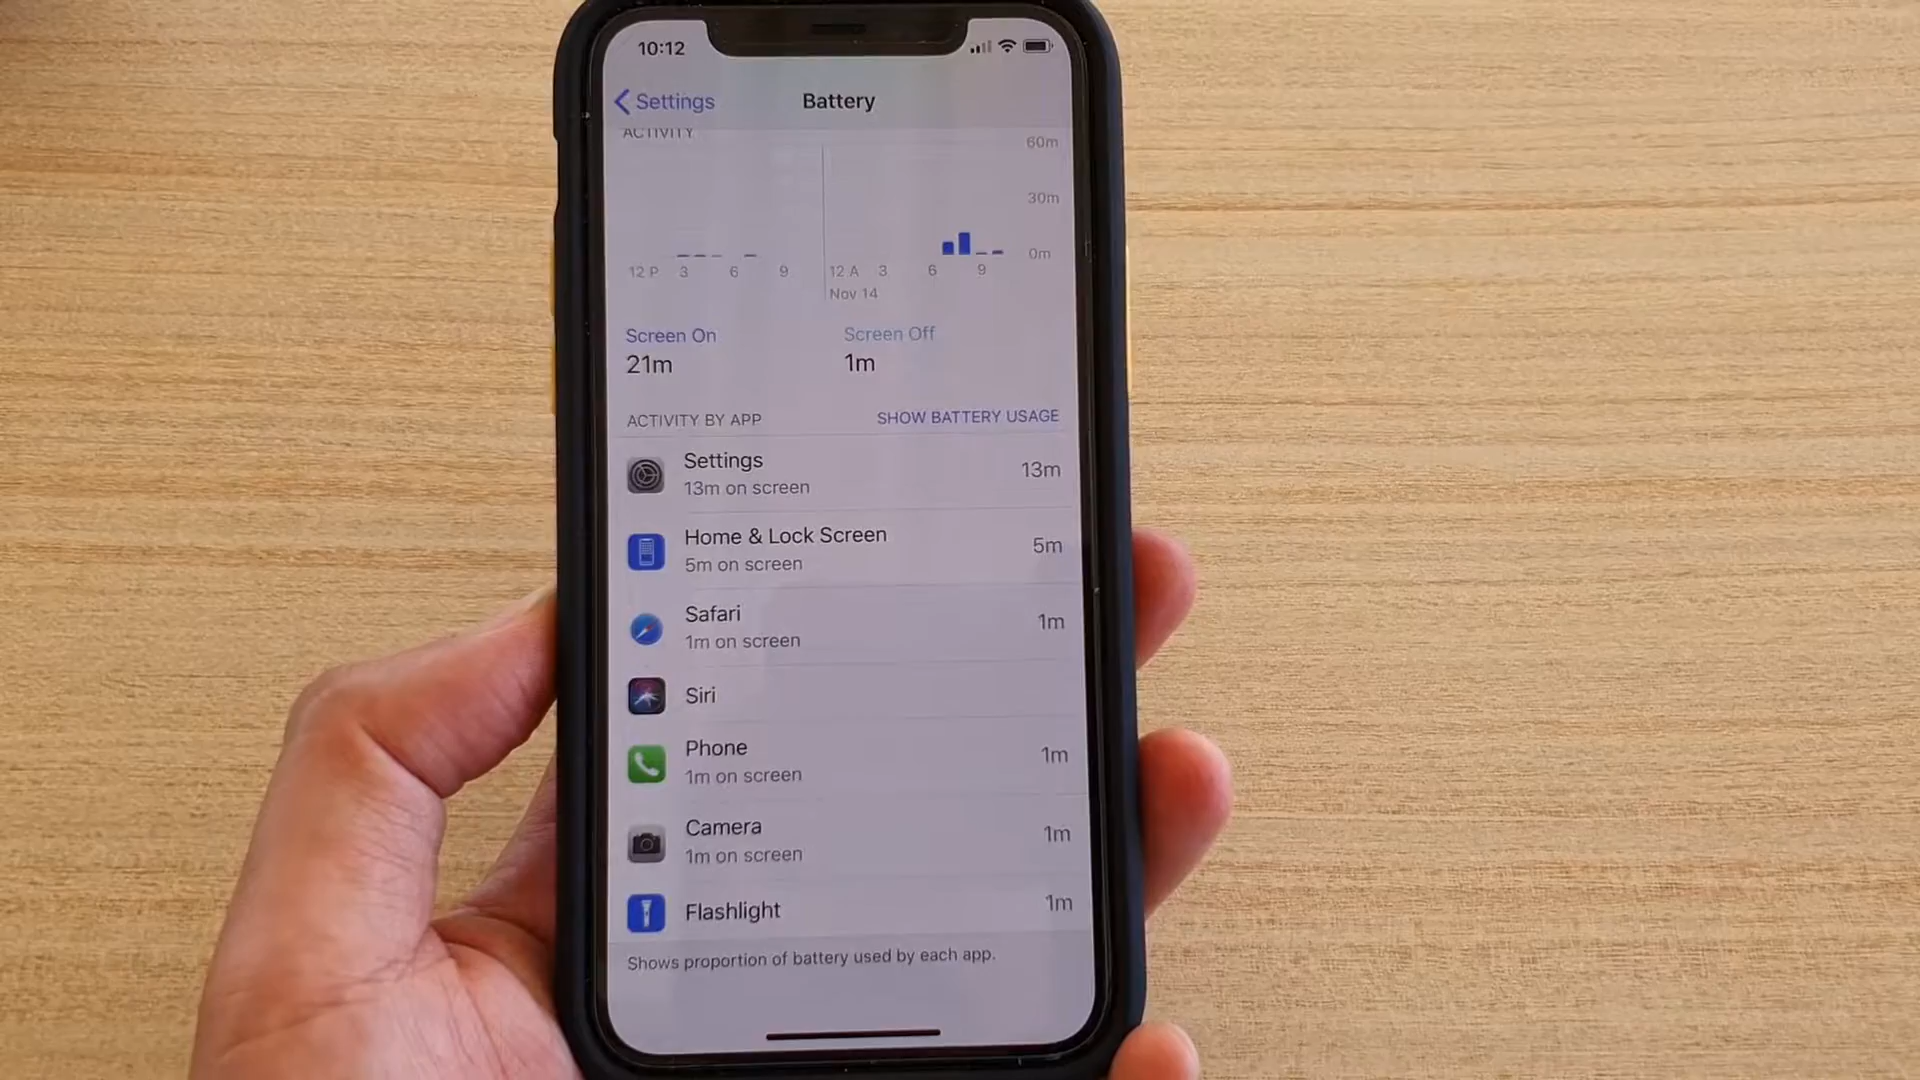 10:12
Settings
Battery
ACTIVITY
60m
30m
0m
12 P 3 6 9 12 A 3 6 9
Nov 14
Screen On
Screen Off
21m
1m
ACTIVITY BY APP
SHOW BATTERY USAGE
Settings
13m
13m on screen
Home & Lock Screen
5m
5m on screen
Safari
1m
1m on screen
Siri
Phone
1m
1m on screen
Camera
1m
1m on screen
Flashlight
1m
Shows proportion of battery used by each app.